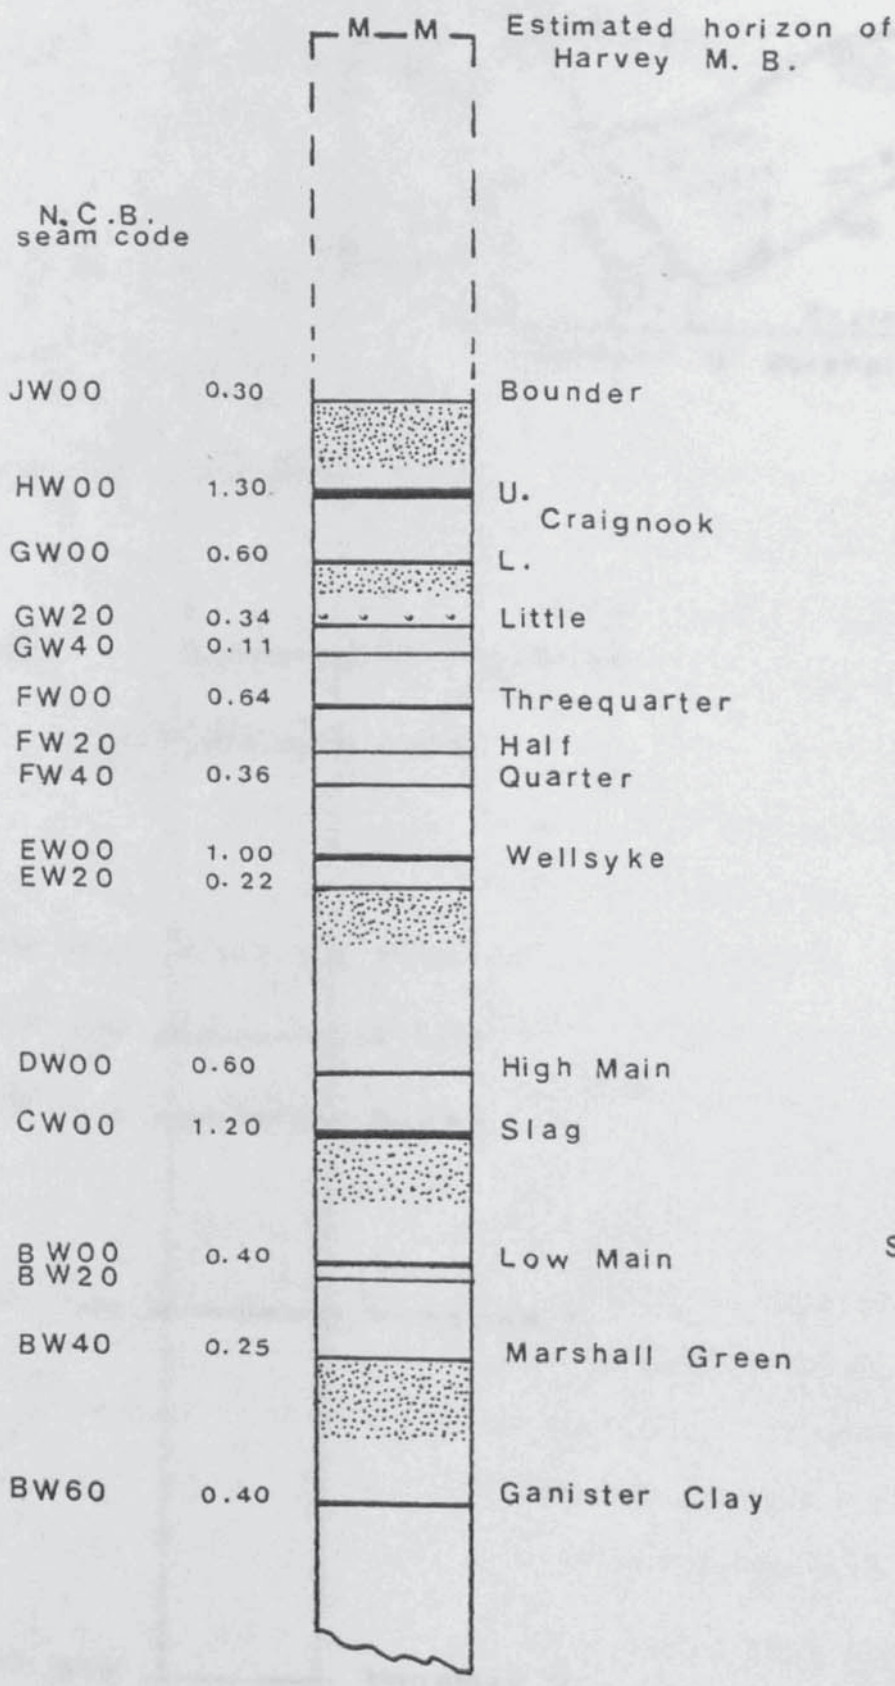 M M
Estimated horizon of
Harvey M. B.
N.C.B.
seam code
JW00 0.30 Bounder
HW00 1.30 U.
Craignook
GW00 0.60 L.
GW20 0.34 Little
GW40 0.11
FW00 0.64 Threequarter
FW20 Half
FW40 0.36 Quarter
EW00 1.00 Wellsyke
EW20 0.22
DW00 0.60 High Main
CW00 1.20 Slag
BW00 0.40 Low Main
BW20
BW40 0.25 Marshall Green
BW60 0.40 Ganister Clay